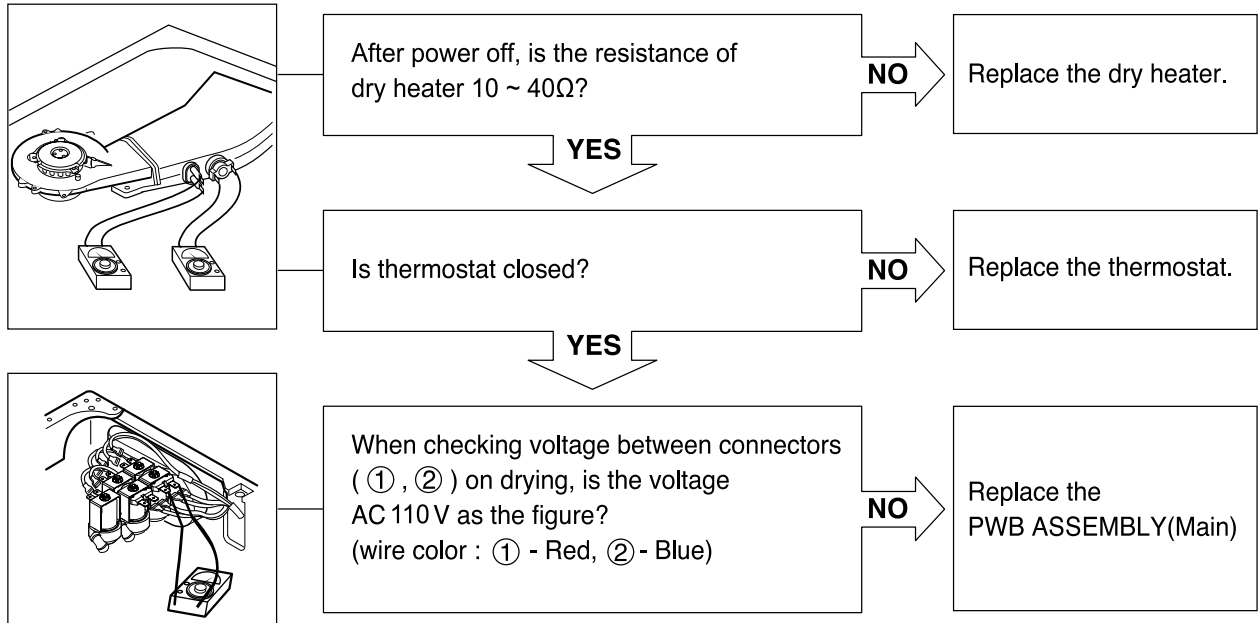 After power off, is the resistance of
dry heater 10 ~ 40Ω?
NO
Replace the dry heater.
YES
Is thermostat closed?
NO
Replace the thermostat.
YES
When checking voltage between connectors
( ① , ② ) on drying, is the voltage
AC 110 V as the figure?
(wire color : ① - Red, ② - Blue)
NO
Replace the
PWB ASSEMBLY(Main)